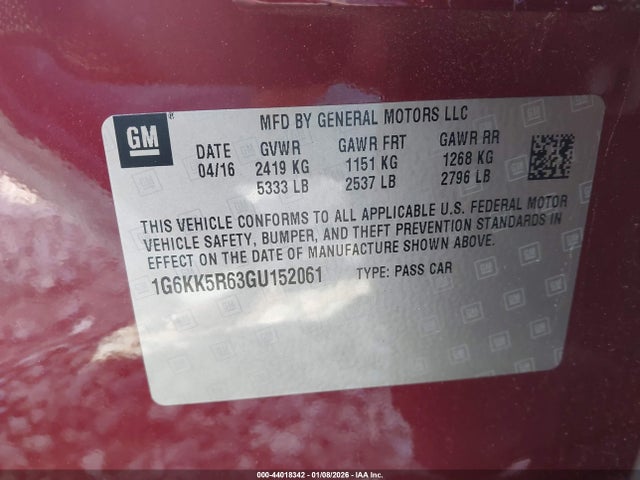 GM®
MFD BY GENERAL MOTORS LLC
DATE GVWR GAWR FRT GAWR RR
04/16 2419 KG 1151 KG 1268 KG
5333 LB 2537 LB 2796 LB
THIS VEHICLE CONFORMS TO ALL APPLICABLE U.S. FEDERAL MOTOR
VEHICLE SAFETY, BUMPER, AND THEFT PREVENTION STANDARDS IN
EFFECT ON THE DATE OF MANUFACTURE SHOWN ABOVE.
1G6KK5R63GU152061 TYPE: PASS CAR
000-44018342 - 01/08/2026 - IAA Inc.